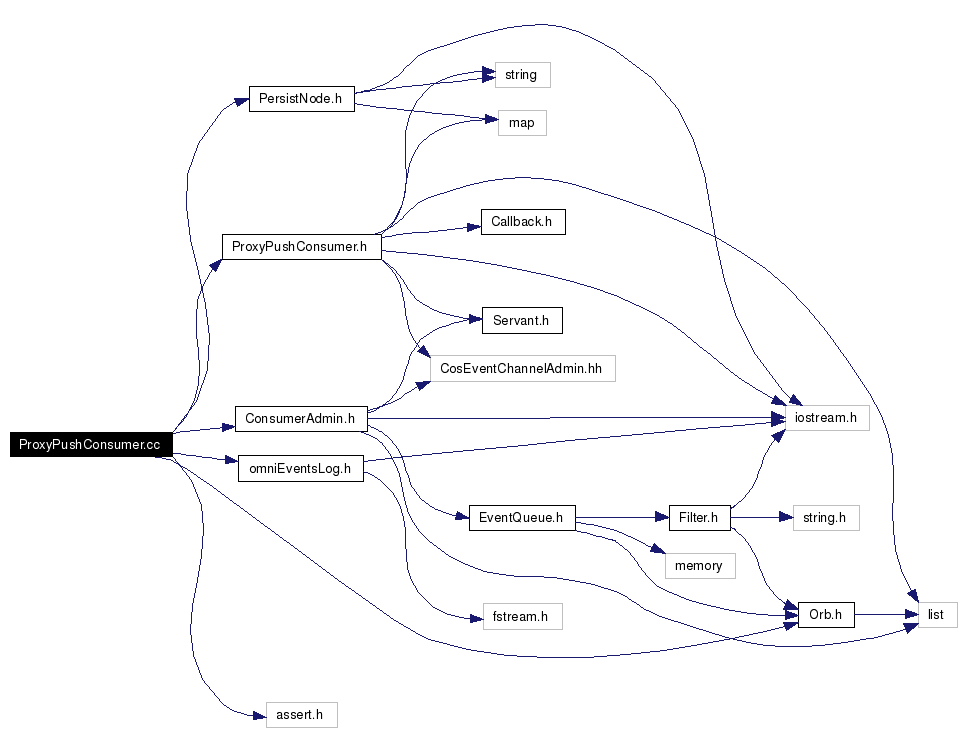 string
PersistNode.h
map
Callback.h
ProxyPushConsumer.h
Servant.h
CosEventChannelAdmin.hh
ConsumerAdmin.h
iostream.h
ProxyPushConsumer.cc
omniEventsLog.h
EventQueue.h
Filter.h
string.h
memory
fstream.h
Orb.h
list
assert.h